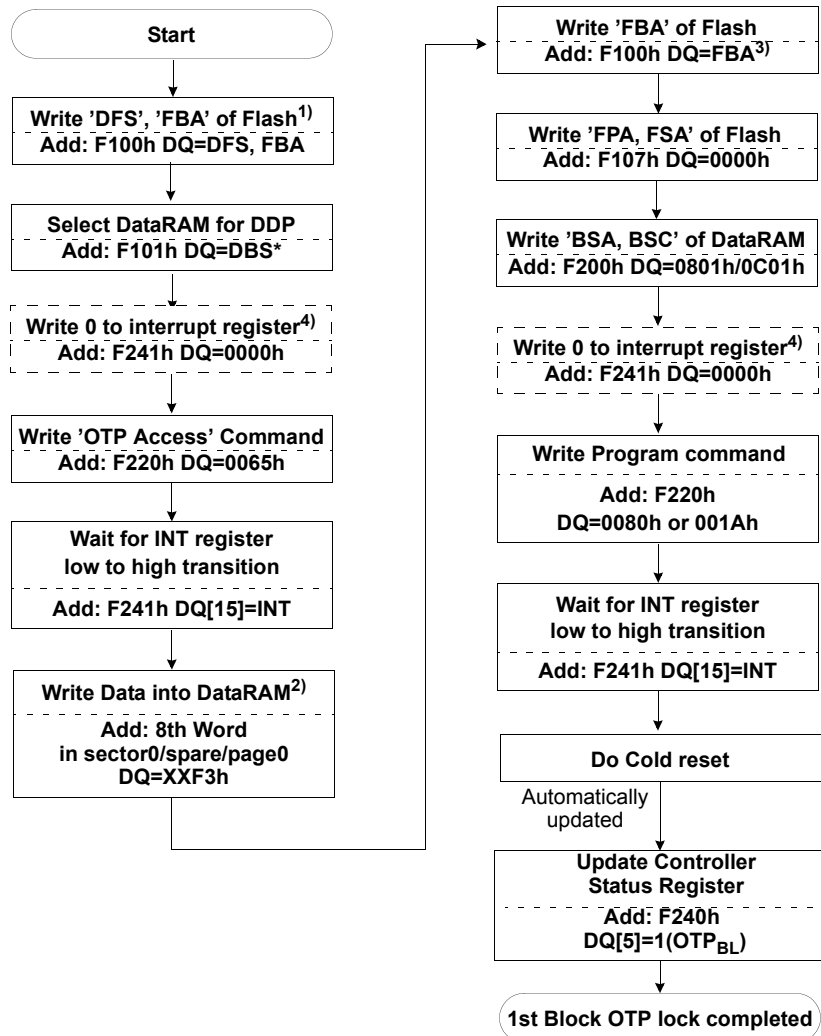 Start
Write 'DFS', 'FBA' of Flash1)
Add: F100h DQ=DFS, FBA
Select DataRAM for DDP
Add: F101h DQ=DBS*
Write 0 to interrupt register4)
Add: F241h DQ=0000h
Write 'OTP Access' Command
Add: F220h DQ=0065h
Wait for INT register
low to high transition
Add: F241h DQ[15]=INT
Write Data into DataRAM2)
Add: 8th Word
in sector0/spare/page0
DQ=XXF3h
Write 'FBA' of Flash
Add: F100h DQ=FBA3)
Write 'FPA, FSA' of Flash
Add: F107h DQ=0000h
Write 'BSA, BSC' of DataRAM
Add: F200h DQ=0801h/0C01h
Write 0 to interrupt register4)
Add: F241h DQ=0000h
Write Program command
Add: F220h
DQ=0080h or 001Ah
Wait for INT register
low to high transition
Add: F241h DQ[15]=INT
Do Cold reset
Automatically
updated
Update Controller
Status Register
Add: F240h
DQ[5]=1(OTPBL)
1st Block OTP lock completed